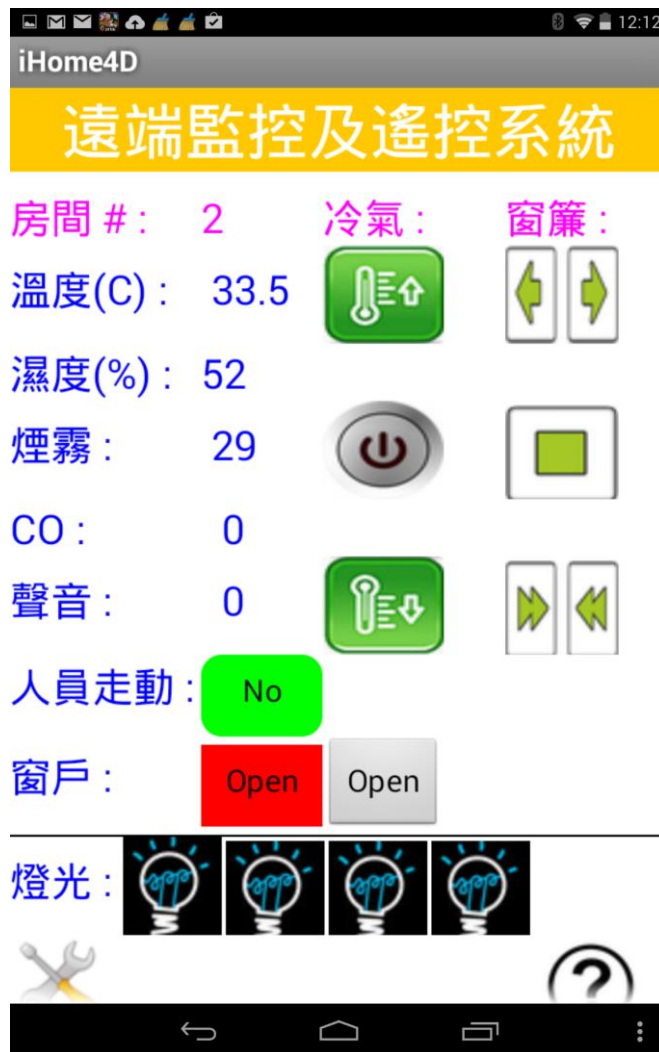 12:12
iHome4D
遠端監控及遙控系統
房間 # : 2 冷氣 : 窗簾 :
溫度(C) : 33.5
濕度(%) : 52
煙霧 : 29
CO : 0
聲音 : 0
人員走動 : No
窗戶 : Open Open
燈光 :
?